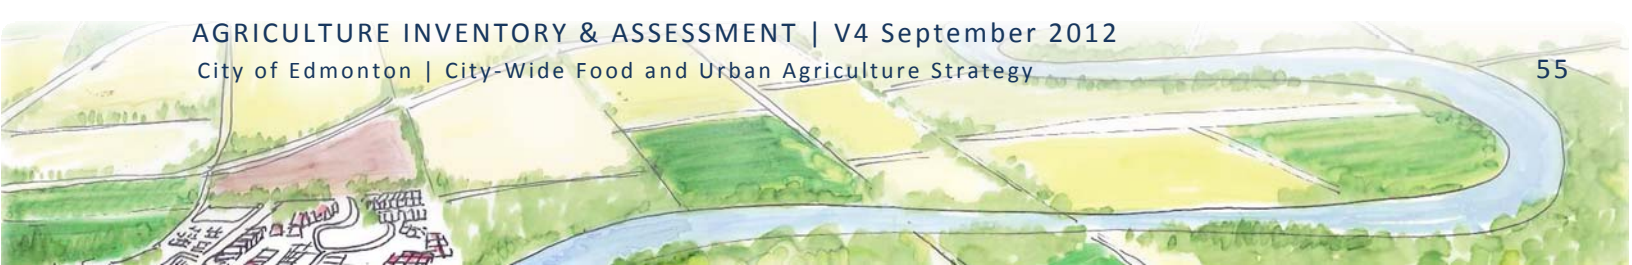 AGRICULTURE INVENTORY & ASSESSMENT | V4 September 2012
City of Edmonton | City-Wide Food and Urban Agriculture Strategy 55